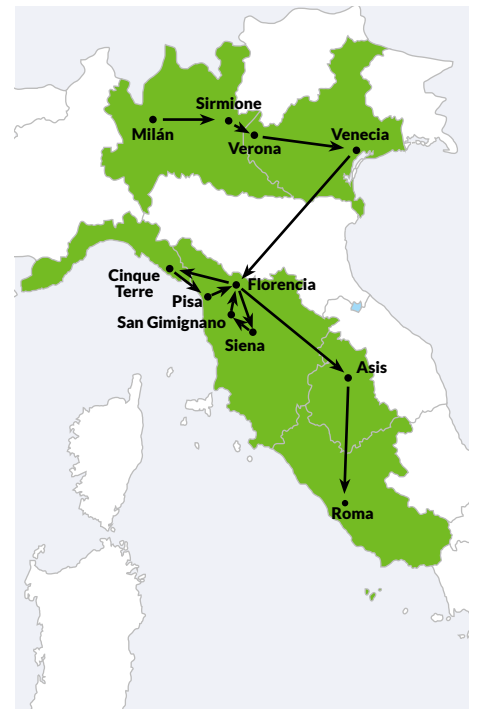 Sirmione
Milán
Verona
Venecia
Cinque
Terre
Pisa
Florencia
San Gimignano
Siena
Asis
Roma